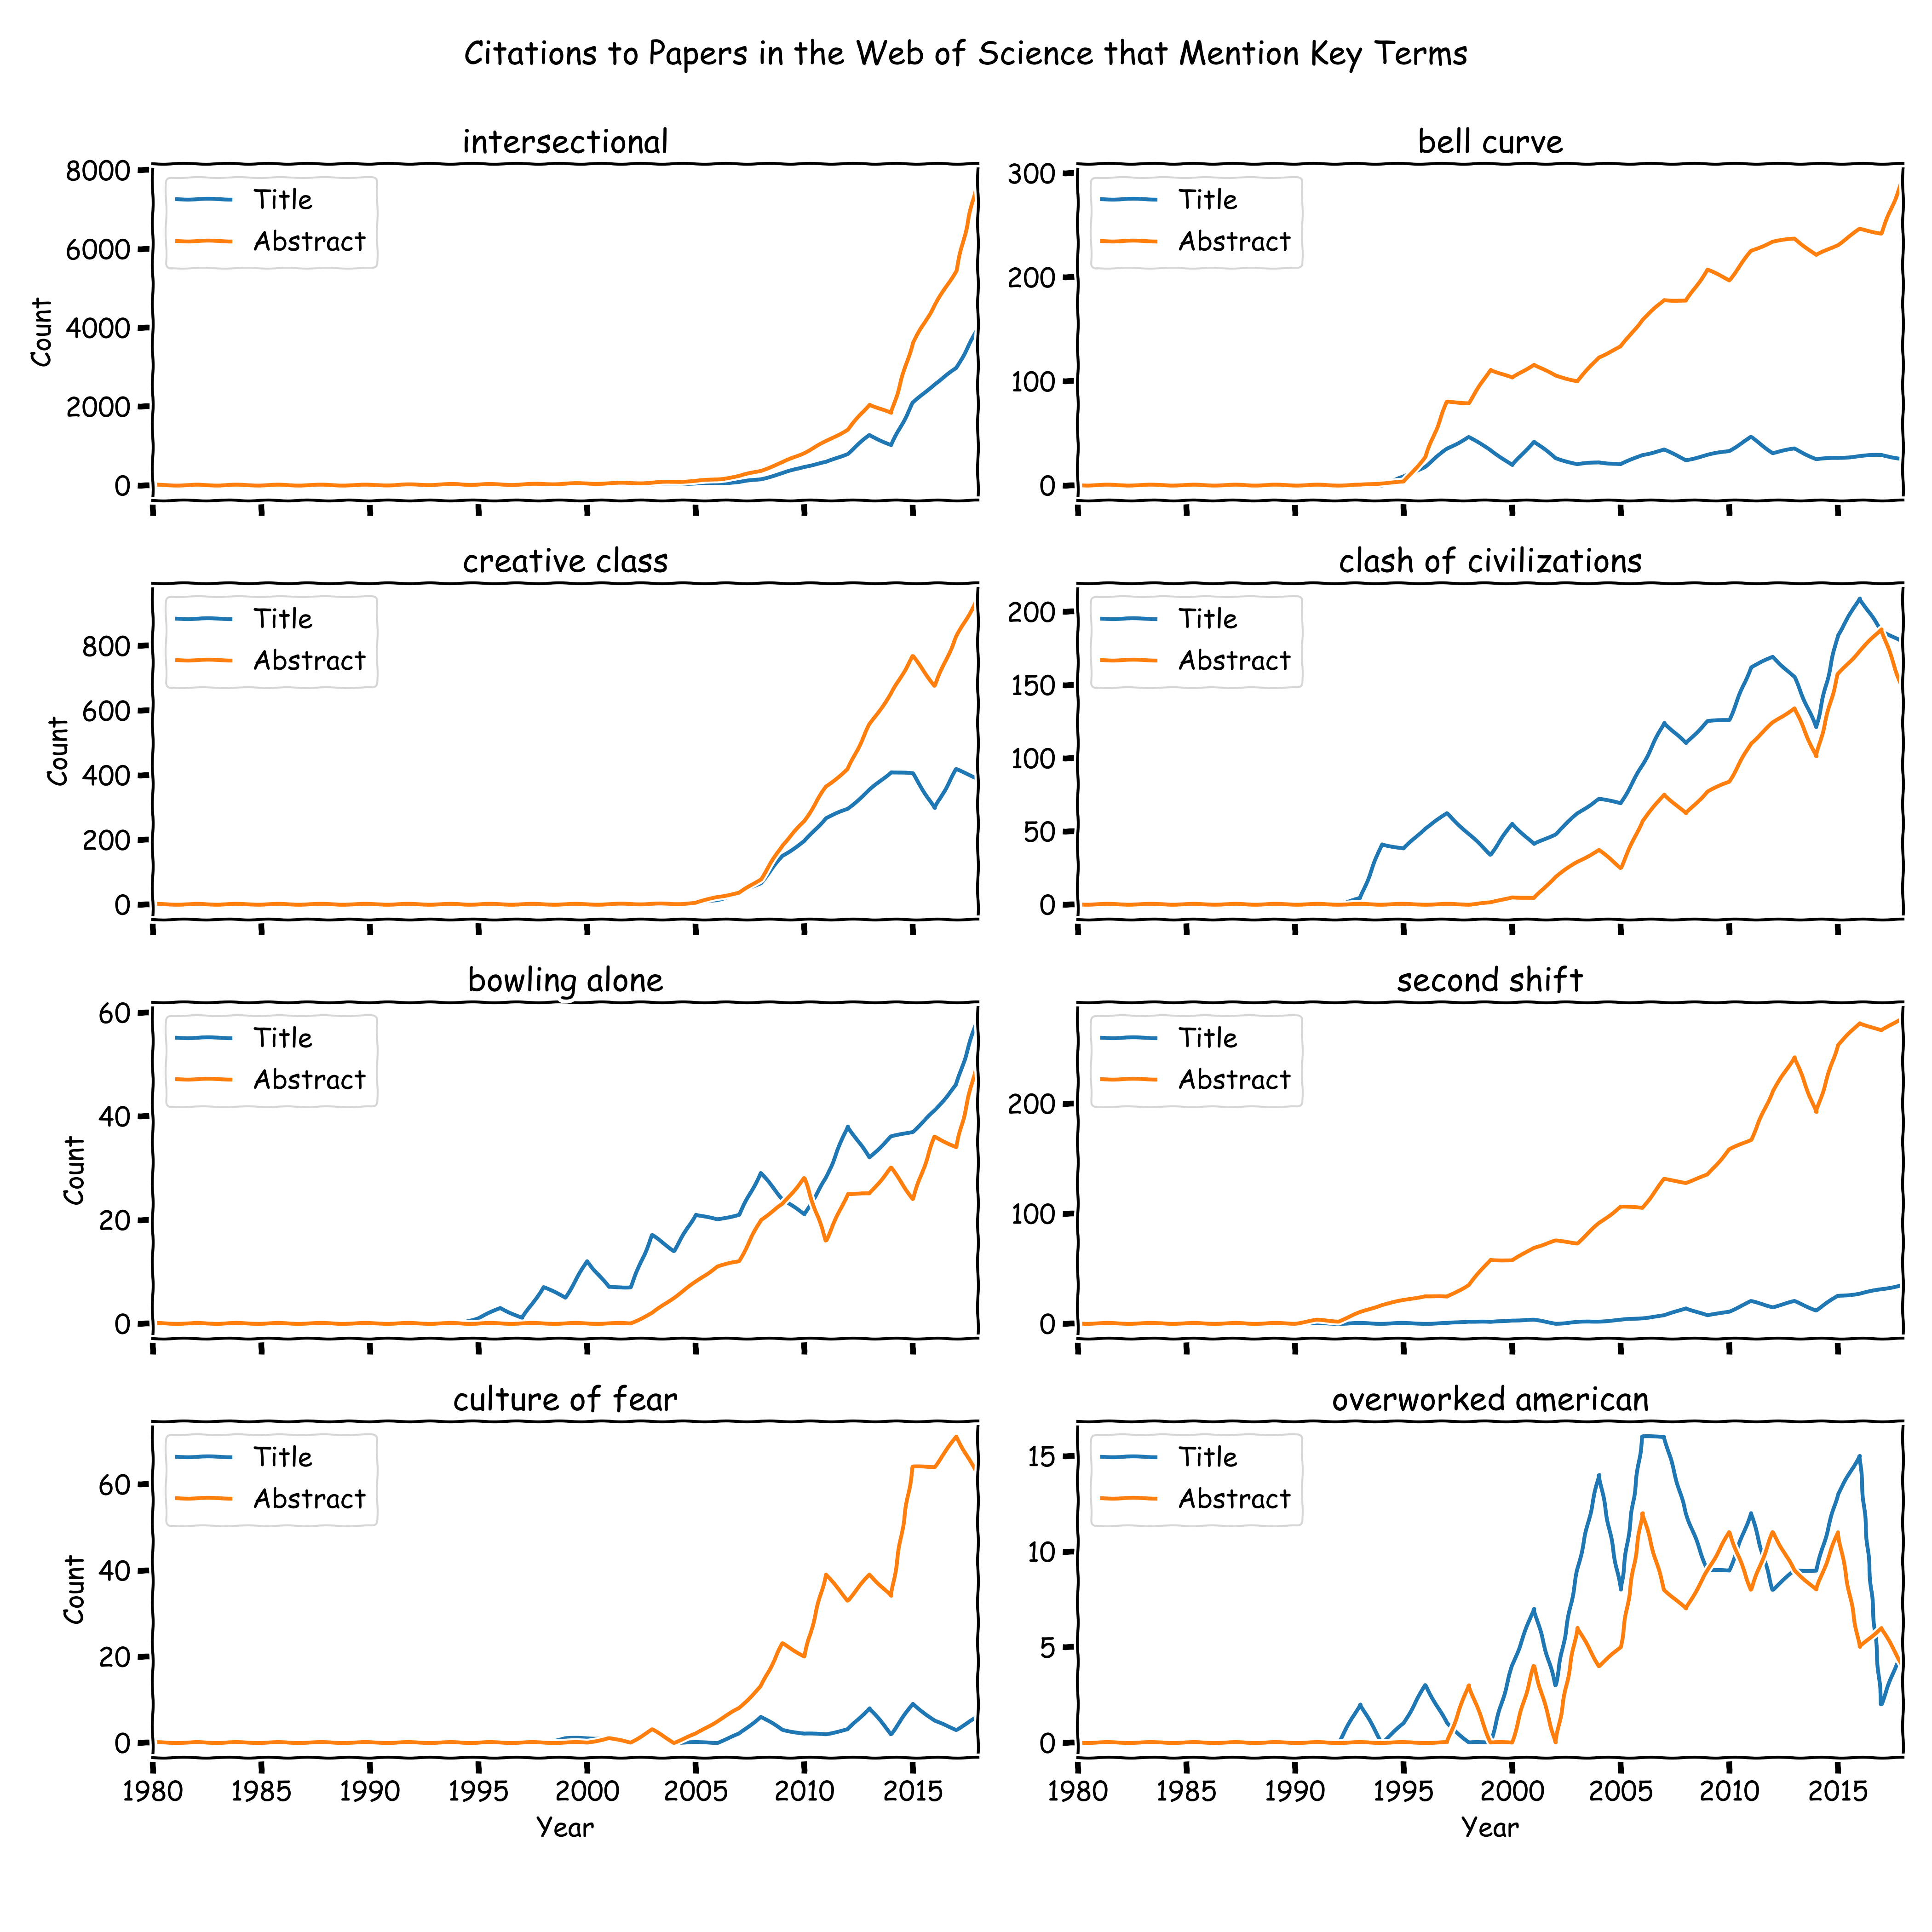 Citations to Papers in the Web of Science that Mention Key Terms
intersectional
8000
6000
4000
2000
0
Count
Title
Abstract
bell curve
300
200
100
0
Title
Abstract
creative class
800
600
400
200
0
Count
Title
Abstract
clash of civilizations
200
150
100
50
0
Title
Abstract
bowling alone
60
40
20
0
Count
Title
Abstract
second shift
200
100
0
Title
Abstract
culture of fear
60
40
20
0
Count
Title
Abstract
1980 1985 1990 1995 2000 2005 2010 2015
Year
overworked american
15
10
5
0
Title
Abstract
1980 1985 1990 1995 2000 2005 2010 2015
Year